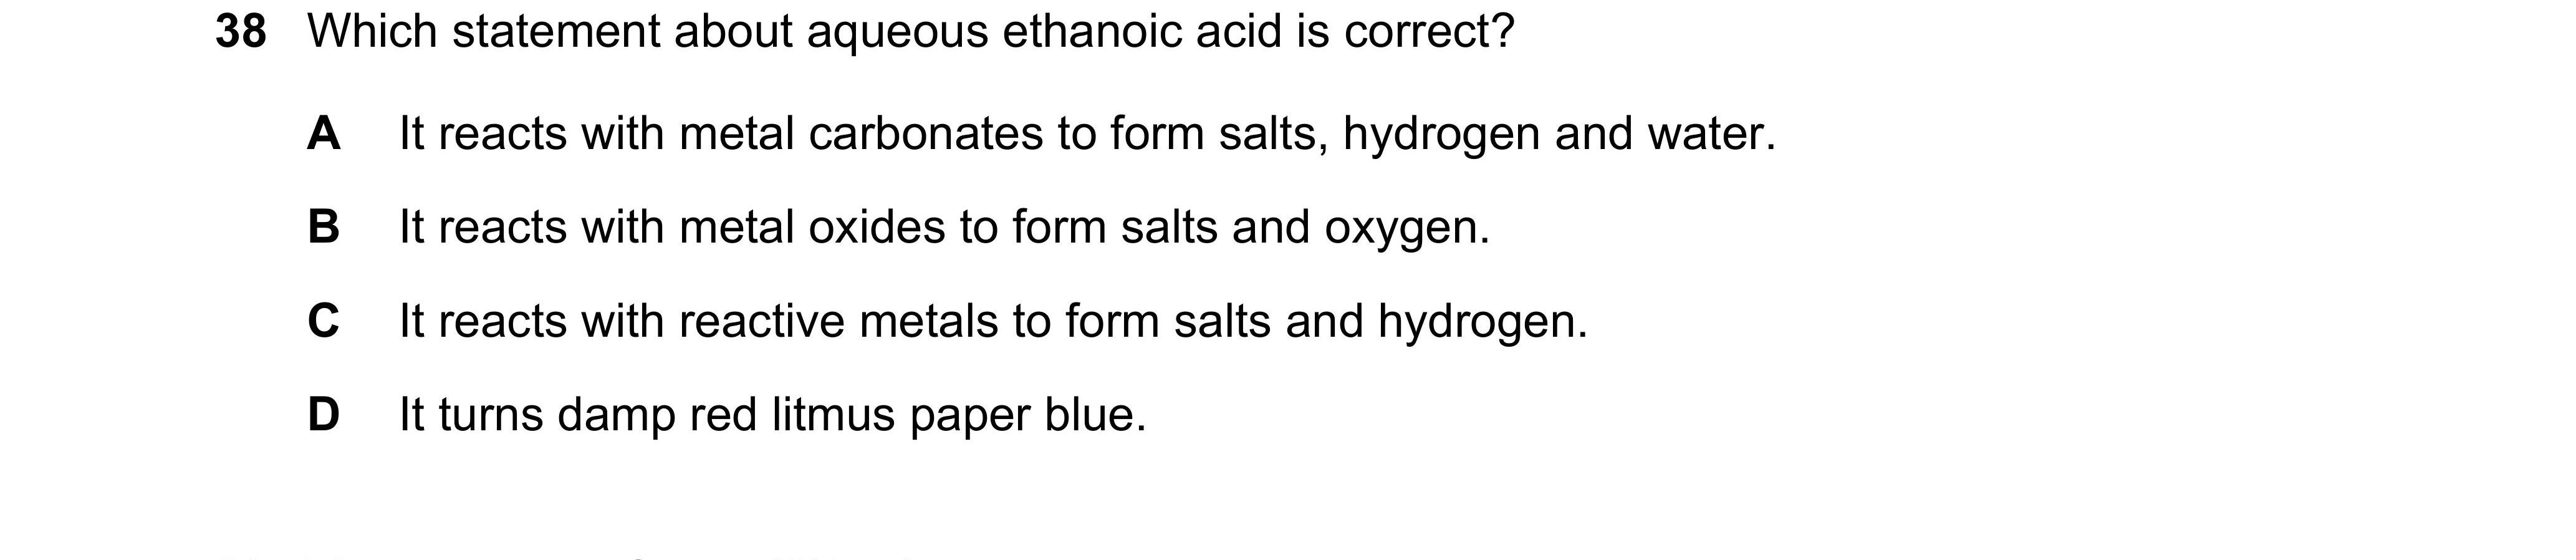 38 Which statement about aqueous ethanoic acid is correct?
A It reacts with metal carbonates to form salts, hydrogen and water.
B It reacts with metal oxides to form salts and oxygen.
C It reacts with reactive metals to form salts and hydrogen.
D It turns damp red litmus paper blue.